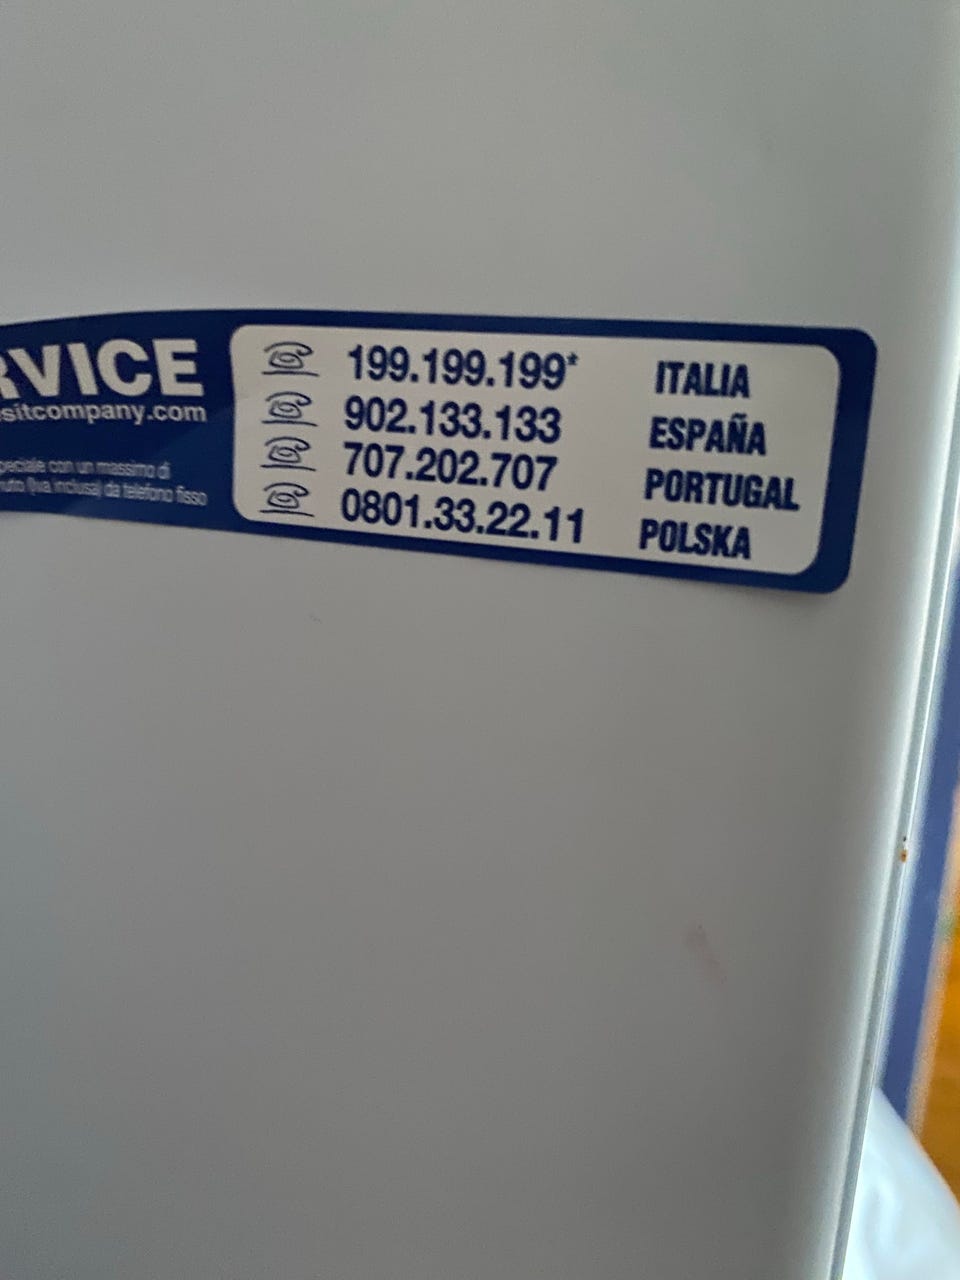 RVICE
sitcompany.com
peciale con un massimo di
nuto (iva inclusa) da telefono fisso
199.199.199* ITALIA
902.133.133 ESPAÑA
707.202.707 PORTUGAL
0801.33.22.11 POLSKA